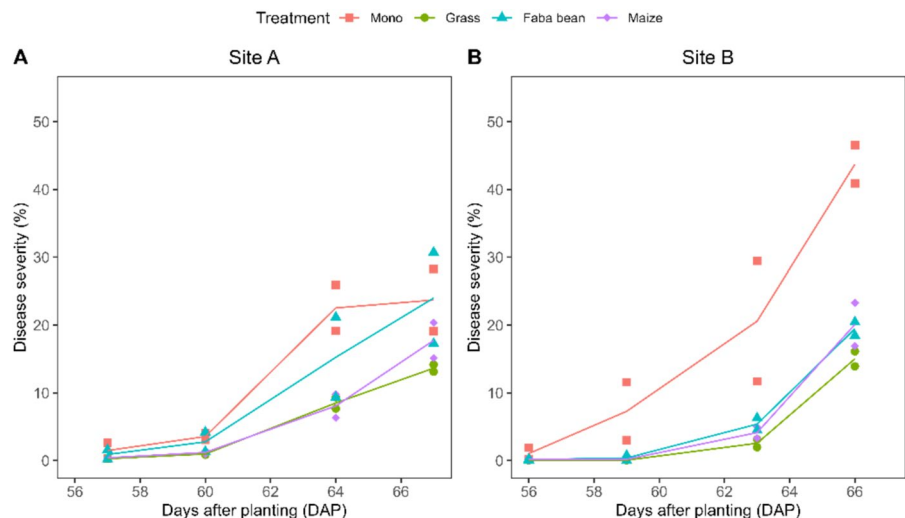 Treatment Mono Grass Faba bean Maize
A Site A B Site B
50 50
40 40
30 30
20 20
10 10
0 0
Disease severity (%) Disease severity (%)
56 58 60 62 64 66 56 58 60 62 64 66
Days after planting (DAP) Days after planting (DAP)